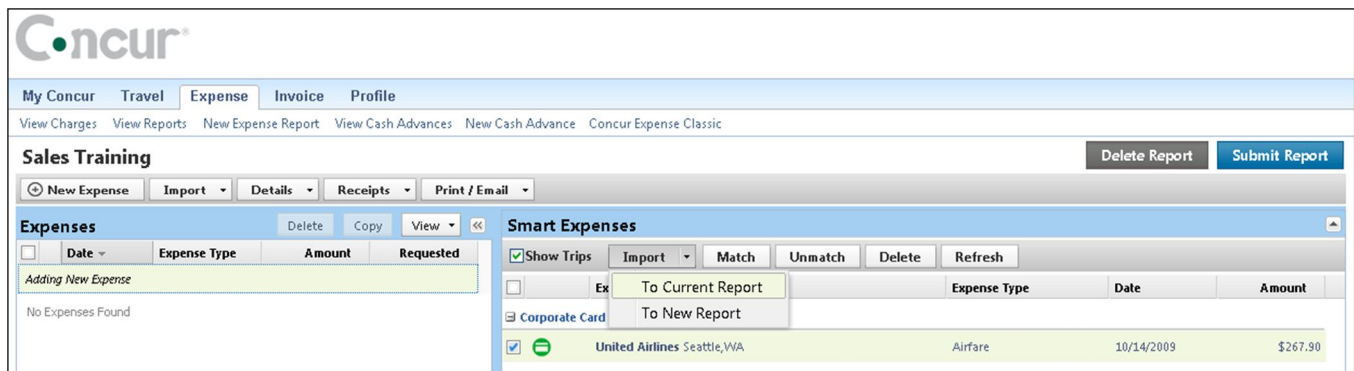 Concur®
My Concur Travel Expense Invoice Profile
View Charges View Reports New Expense Report View Cash Advances New Cash Advance Concur Expense Classic
Sales Training Delete Report Submit Report
New Expense Import Details Receipts Print / Email
Expenses Delete Copy View
Date Expense Type Amount Requested
Adding New Expense
No Expenses Found
Smart Expenses
Show Trips Import Match Unmatch Delete Refresh
To Current Report
To New Report
Ex Expense Type Date Amount
Corporate Card
United Airlines Seattle,WA Airfare 10/14/2009 $267.90